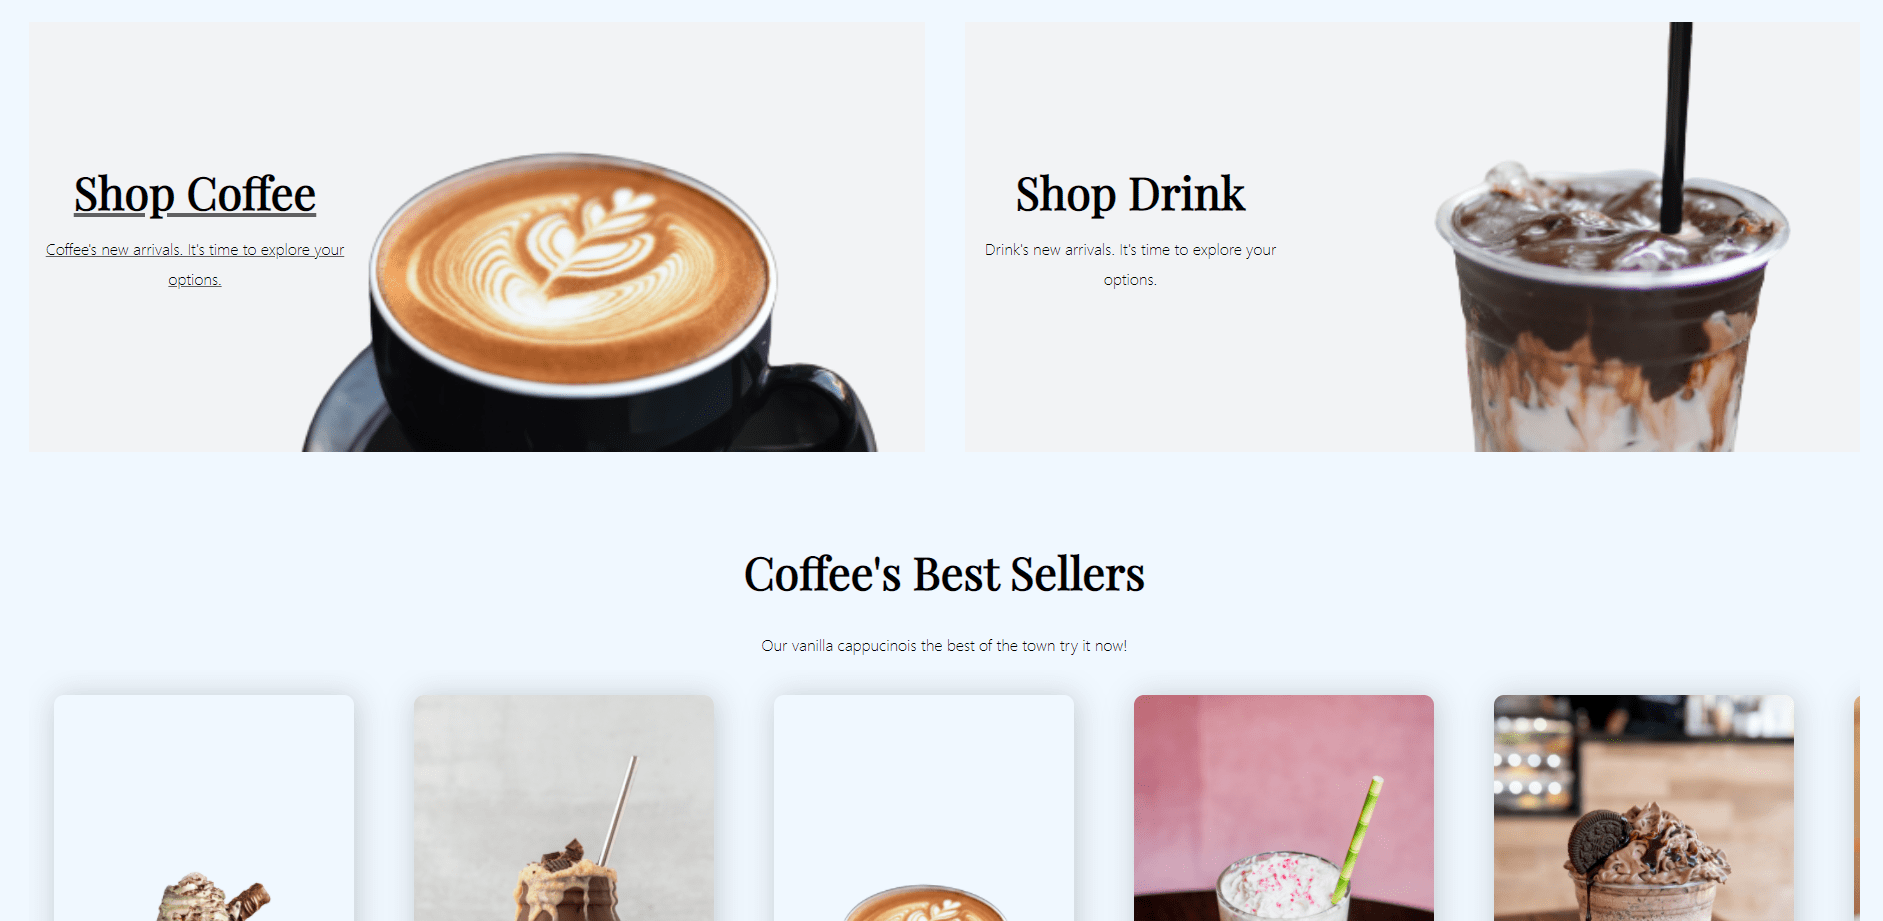 Shop Coffee
Coffee's new arrivals. It's time to explore your
options.
Shop Drink
Drink's new arrivals. It's time to explore your
options.
Coffee's Best Sellers
Our vanilla cappucinois the best of the town try it now!